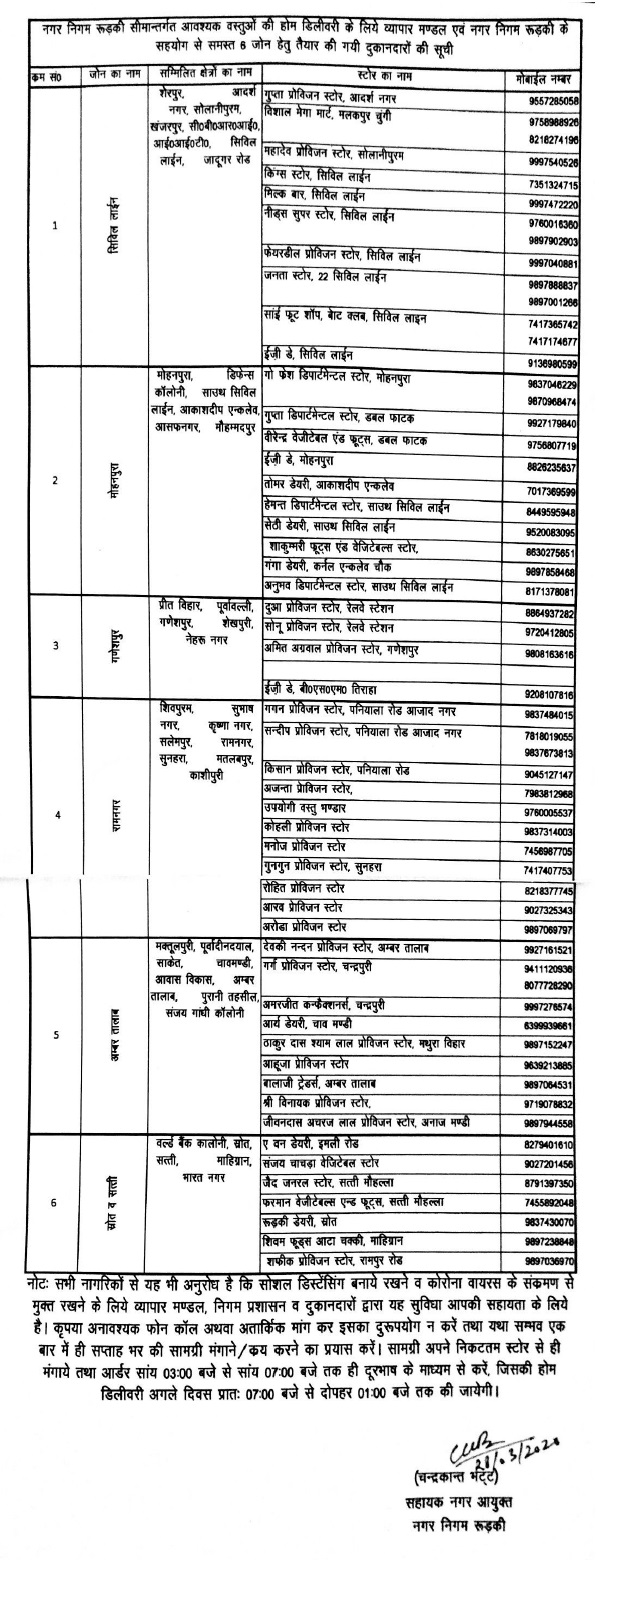 नगर निगम रूड़की सीमान्तर्गत आवश्यक वस्तुओं की होम डिलीवरी के लिये व्यापार मण्डल एवं नगर निगम रूड़की के
सहयोग से समस्त 6 जोन हेतु तैयार की गयी दुकानदारों की सूची
कम सं0 जोन का नाम सम्मिलित क्षेत्रों का नाम स्टोर का नाम मोबाईल नम्बर
1
सिविल लाईन
शेरपुर, आदर्श
नगर, सोलानीपुरम,
खंजरपुर, सी0बी0आर0आई0,
आई0आई0टी0, सिविल
लाईन, जादूगर रोड
गुप्ता प्रोविजन स्टोर, आदर्श नगर 9557285058
विशाल मेगा मार्ट, मलकपुर चुंगी 9758988926
8218274196
महादेव प्रोविजन स्टोर, सोलानीपुरम 9997540526
किंग्स स्टोर, सिविल लाईन 7351324715
मिल्क बार, सिविल लाईन 9997472220
नीड्स सुपर स्टोर, सिविल लाईन 9760016360
9897902903
फेयरडील प्रोविजन स्टोर, सिविल लाईन 9997040881
जनता स्टोर, 22 सिविल लाईन 9897888837
9897001266
सांई फूट शॉप, बोट क्लब, सिविल लाइन 7417365742
7417174677
ईज़ी डे, सिविल लाईन 9136980599
2
मोहनपुरा
मोहनपुरा, डिफेन्स
कॉलोनी, साउथ सिविल
लाईन, आकाशदीप एन्कलेव,
आसफनगर, मौहम्मदपुर
गो फ्रेश डिपार्टमेन्टल स्टोर, मोहनपुरा 9837046229
9870968474
गुप्ता डिपार्टमेन्टल स्टोर, डबल फाटक 9927179840
वीरेन्द्र वेजीटेबल एंड फूट्स, डबल फाटक 9756807719
ईज़ी डे, मोहनपुरा 8826235637
तोमर डेयरी, आकाशदीप एन्कलेव 7017369599
हेमन्त डिपार्टमेन्टल स्टोर, साउथ सिविल लाईन 8449595948
सेठी डेयरी, साउथ सिविल लाईन 9520083095
शाकुम्मरी फूट्स एंड वेजिटेबल्स स्टोर, 8630275651
गंगा डेयरी, कर्नल एन्कलेव चौक 9897858468
अनुभव डिपार्टमेन्टल स्टोर, साउथ सिविल लाईन 8171378081
3
गणेशपुर
प्रीत विहार, पूर्वावल्ली,
गणेशपुर, शेखपुरी,
नेहरू नगर
दुआ प्रोविजन स्टोर, रेलवे स्टेशन 8864937282
सोनू प्रोविजन स्टोर, रेलवे स्टेशन 9720412805
अमित अग्रवाल प्रोविजन स्टोर, गणेशपुर 9808163616
ईज़ी डे, बी0एस0एम0 तिराहा 9208107816
4
रामनगर
शिवपुरम, सुभाष
नगर, कृष्णा नगर,
सलेमपुर, रामनगर,
सुनहरा, मतलबपुर,
काशीपुरी
गगन प्रोविजन स्टोर, पनियाला रोड आजाद नगर 9837484015
सन्दीप प्रोविजन स्टोर, पनियाला रोड आजाद नगर 7818019055
9837673813
किसान प्रोविजन स्टोर, पनियाला रोड 9045127147
अजन्ता प्रोविजन स्टोर, 7983812968
उपयोगी वस्तु भण्डार 9760005537
कोहली प्रोविजन स्टोर 9837314003
मनोज प्रोविजन स्टोर 7456987705
गुनगुन प्रोविजन स्टोर, सुनहरा 7417407753
रोहित प्रोविजन स्टोर 8218377745
आरव प्रोविजन स्टोर 9027325343
अरोडा प्रोविजन स्टोर 9897069797
5
अम्बर तालाब
मक्तूलपुरी, पूर्वादीनदयाल,
साकेत, चावमण्डी,
आवास विकास, अम्बर
तालाब, पुरानी तहसील,
संजय गांधी कॉलोनी
देवकी नन्दन प्रोविजन स्टोर, अम्बर तालाब 9927161521
गर्ग प्रोविजन स्टोर, चन्द्रपुरी 9411120936
8077728290
अमरजीत कन्फैक्शनर्स, चन्द्रपुरी 9997276574
आर्य डेयरी, चाव मण्डी 6399939661
ठाकुर दास श्याम लाल प्रोविजन स्टोर, मथुरा विहार 9897152247
आहूजा प्रोविजन स्टोर 9639213885
बालाजी ट्रेडर्स, अम्बर तालाब 9897064531
श्री विनायक प्रोविजन स्टोर, 9719078832
जीवनदास अचरज लाल प्रोविजन स्टोर, अनाज मण्डी 9897944558
6
स्रोत व सत्ती
वर्ल्ड बैंक कालोनी, स्रोत,
सत्ती, माहिग्रान,
भारत नगर
ए वन डेयरी, इमली रोड 8279401610
संजय चाचड़ा वेजिटेबल स्टोर 9027201456
जैद जनरल स्टोर, सत्ती मौहल्ला 8791397350
फरमान वेजीटेबल्स एन्ड फूट्स, सत्ती मौहल्ला 7455892048
रूड़की डेयरी, स्रोत 9837430070
शिवम फूड्स आटा चक्की, माहिग्रान 9897238848
शफीक प्रोविजन स्टोर, रामपुर रोड 9897036970
नोटः सभी नागरिकों से यह भी अनुरोध है कि सोशल डिस्टेंसिंग बनाये रखने व कोरोना वायरस के संकमण से
मुक्त रखने के लिये व्यापार मण्डल, निगम प्रशासन व दुकानदारों द्वारा यह सुविधा आपकी सहायता के लिये
है। कृपया अनावश्यक फोन कॉल अथवा अतार्किक मांग कर इसका दुरूपयोग न करें तथा यथा सम्भव एक
बार में ही सप्ताह भर की सामग्री मंगाने/कय करने का प्रयास करें। सामग्री अपने निकटतम स्टोर से ही
मंगाये तथा आर्डर सांय 03:00 बजे से सांय 07:00 बजे तक ही दूरभाष के माध्यम से करें, जिसकी होम
डिलीवरी अगले दिवस प्रातः 07:00 बजे से दोपहर 01:00 बजे तक की जायेगी।
28/03/2020
(चन्द्रकान्त भट्ट)
सहायक नगर आयुक्त
नगर निगम रूड़की